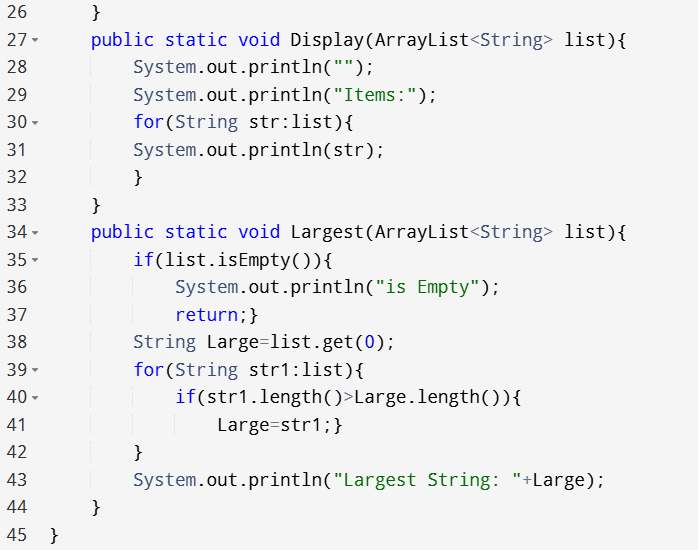 26    }
27    public static void Display(ArrayList<String> list){
28        System.out.println("");
29        System.out.println("Items:");
30        for(String str:list){
31        System.out.println(str);
32        }
33    }
34    public static void Largest(ArrayList<String> list){
35        if(list.isEmpty()){
36            System.out.println("is Empty");
37            return;}
38        String Large=list.get(0);
39        for(String str1:list){
40            if(str1.length()>Large.length()){
41                Large=str1;}
42        }
43        System.out.println("Largest String: "+Large);
44    }
45 }